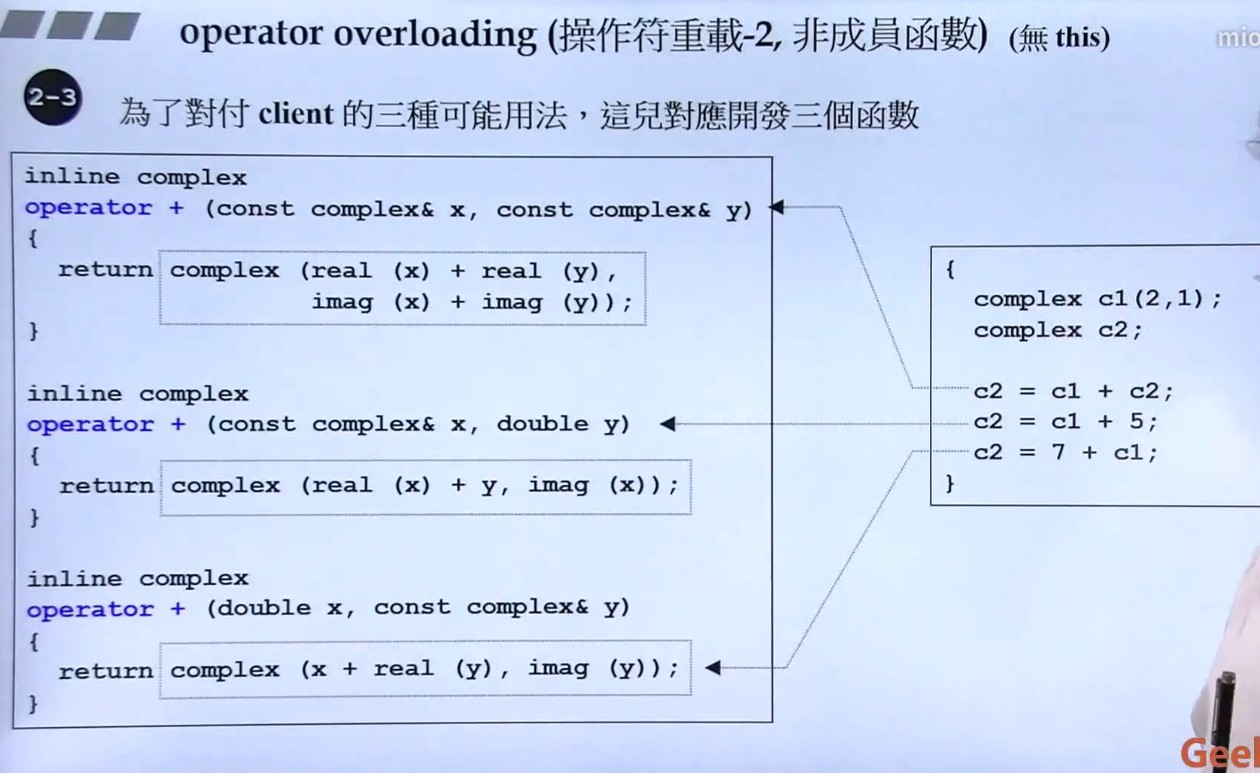 operator overloading (操作符重載-2, 非成員函數) (無 this)
mio
2-3
為了對付 client 的三種可能用法，這兒對應開發三個函數
inline complex
operator + (const complex& x, const complex& y)
{
return complex (real (x) + real (y),
imag (x) + imag (y));
}
inline complex
operator + (const complex& x, double y)
{
return complex (real (x) + y, imag (x));
}
inline complex
operator + (double x, const complex& y)
{
return complex (x + real (y), imag (y));
}
{
complex c1(2,1);
complex c2;
c2 = c1 + c2;
c2 = c1 + 5;
c2 = 7 + c1;
}
Geel